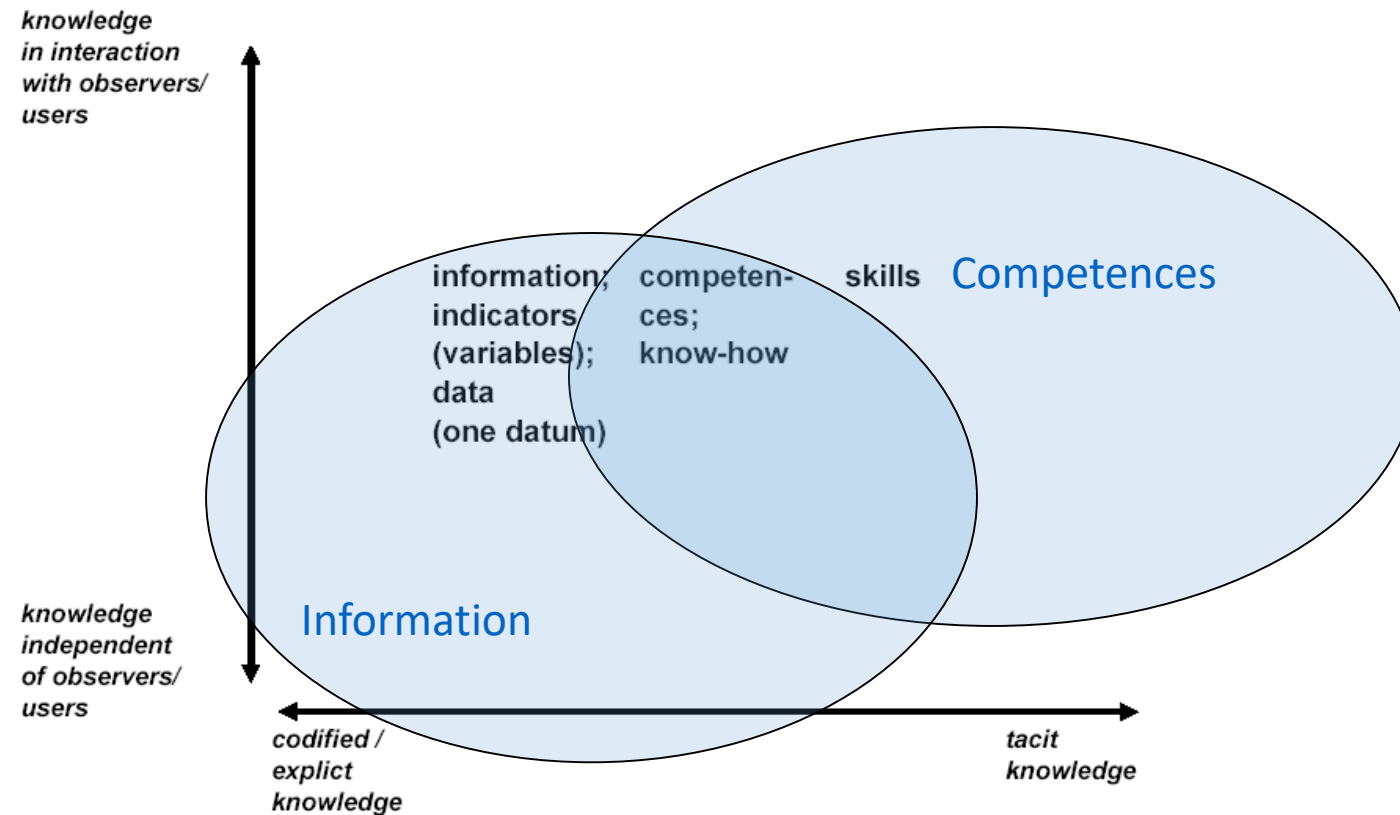 knowledge
in interaction
with observers/
users
information;
indicators
(variables);
data
(one datum)
competen-
ces;
know-how
skills
Competences
Information
knowledge
independent
of observers/
users
codified /
explict
knowledge
tacit
knowledge